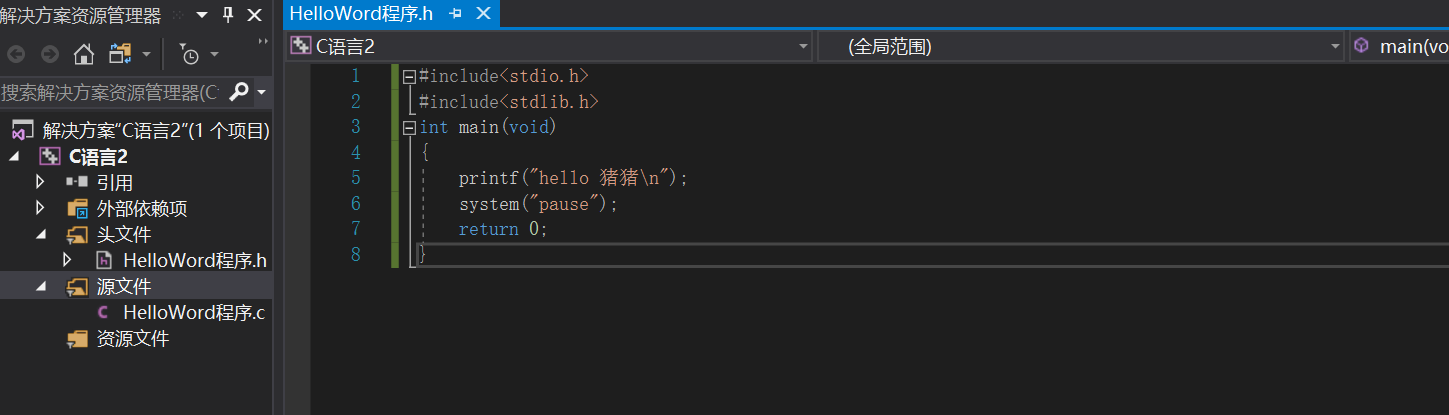 解决方案资源管理器
搜索解决方案资源管理器(C
解决方案"C语言2"(1 个项目)
C语言2
引用
外部依赖项
头文件
HelloWord程序.h
源文件
HelloWord程序.c
资源文件
HelloWord程序.h
C语言2
(全局范围)
main(vo
1 #include<stdio.h>
2 #include<stdlib.h>
3 int main(void)
4 {
5 printf("hello 猪猪\n");
6 system("pause");
7 return 0;
8 }